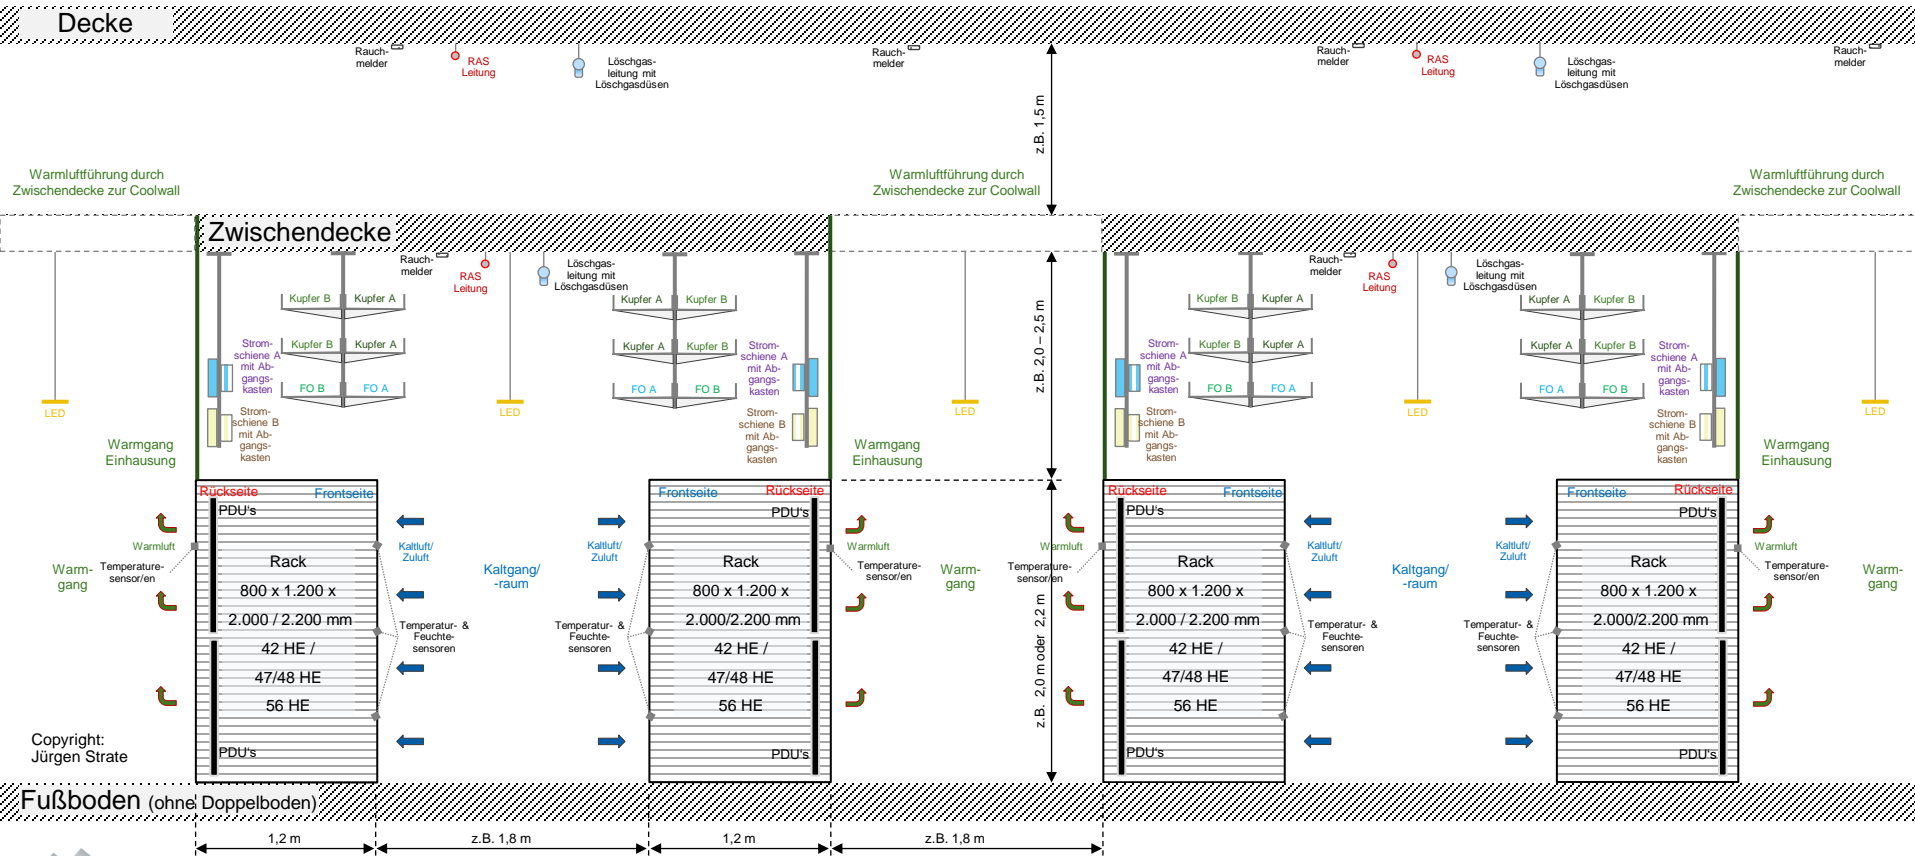 Decke
Rauch-
melder
RAS
Leitung
Löschgas-
leitung mit
Löschgasdüsen
Rauch-
melder
Rauch-
melder
RAS
Leitung
Löschgas-
leitung mit
Löschgasdüsen
Rauch-
melder
z.B. 1,5 m
Warmluftführung durch
Zwischendecke zur Coolwall
Warmluftführung durch
Zwischendecke zur Coolwall
Warmluftführung durch
Zwischendecke zur Coolwall
Zwischendecke
Rauch-
melder
RAS
Leitung
Löschgas-
leitung mit
Löschgasdüsen
Rauch-
melder
RAS
Leitung
Löschgas-
leitung mit
Löschgasdüsen
Kupfer B Kupfer A
Kupfer A Kupfer B
Kupfer B Kupfer A
Kupfer A Kupfer B
Kupfer B Kupfer A
Kupfer A Kupfer B
Kupfer B Kupfer A
Kupfer A Kupfer B
FO B FO A
FO A FO B
FO B FO A
FO A FO B
Strom-
schiene A
mit Ab-
gangs-
kasten
Strom-
schiene A
mit Ab-
gangs-
kasten
Strom-
schiene A
mit Ab-
gangs-
kasten
Strom-
schiene A
mit Ab-
gangs-
kasten
Strom-
schiene B
mit Ab-
gangs-
kasten
Strom-
schiene B
mit Ab-
gangs-
kasten
Strom-
schiene B
mit Ab-
gangs-
kasten
Strom-
schiene B
mit Ab-
gangs-
kasten
z.B. 2,0 – 2,5 m
LED
LED
LED
LED
LED
Warmgang
Einhausung
Warmgang
Einhausung
Warmgang
Einhausung
Rückseite Frontseite
PDU's
Rack
800 x 1.200 x
2.000 / 2.200 mm
42 HE /
47/48 HE
56 HE
PDU's
Frontseite Rückseite
PDU's
Rack
800 x 1.200 x
2.000/2.200 mm
42 HE /
47/48 HE
56 HE
PDU's
Rückseite Frontseite
PDU's
Rack
800 x 1.200 x
2.000 / 2.200 mm
42 HE /
47/48 HE
56 HE
PDU's
Frontseite Rückseite
PDU's
Rack
800 x 1.200 x
2.000/2.200 mm
42 HE /
47/48 HE
56 HE
PDU's
Warmluft
Temperature-
sensor/en
Warm-
gang
Kaltluft/
Zuluft
Kaltgang/
-raum
Kaltluft/
Zuluft
Temperatur- &
Feuchte-
sensoren
Temperatur- &
Feuchte-
sensoren
Warmluft
Temperature-
sensor/en
Warm-
gang
Warmluft
Temperature-
sensor/en
z.B. 2,0 m oder 2,2 m
Kaltluft/
Zuluft
Kaltgang/
-raum
Kaltluft/
Zuluft
Temperatur- &
Feuchte-
sensoren
Temperatur- &
Feuchte-
sensoren
Warmluft
Temperature-
sensor/en
Warm-
gang
Copyright:
Jürgen Strate
Fußboden (ohne Doppelboden)
1,2 m
z.B. 1,8 m
1,2 m
z.B. 1,8 m